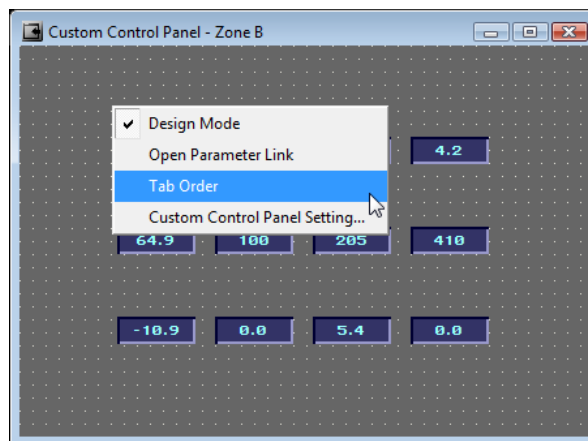 Custom Control Panel - Zone B
Design Mode
Open Parameter Link
4.2
Tab Order
Custom Control Panel Setting...
64.9 100 205 410
-10.9 0.0 5.4 0.0